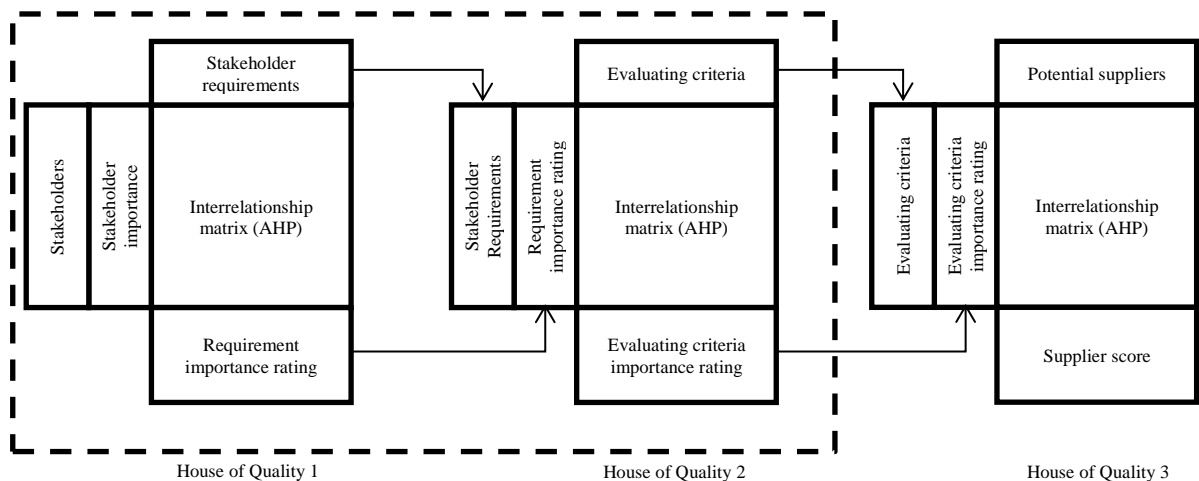 Stakeholder
requirements
Stakeholders
Stakeholder
importance
Interrelationship
matrix (AHP)
Requirement
importance rating
House of Quality 1
Evaluating criteria
Stakeholder
Requirements
Requirement
importance rating
Interrelationship
matrix (AHP)
Evaluating criteria
importance rating
House of Quality 2
Potential suppliers
Evaluating criteria
Evaluating criteria
importance rating
Interrelationship
matrix (AHP)
Supplier score
House of Quality 3